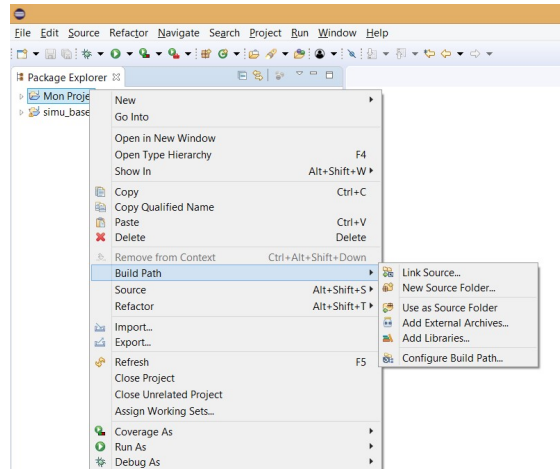 File Edit Source Refactor Navigate Search Project Run Window Help
Package Explorer
Mon Proje
simu_base
New
Go Into
Open in New Window
Open Type Hierarchy F4
Show In Alt+Shift+W
Copy Ctrl+C
Copy Qualified Name
Paste Ctrl+V
Delete Delete
Remove from Context Ctrl+Alt+Shift+Down
Build Path
Source Alt+Shift+S
Refactor Alt+Shift+T
Import...
Export...
Refresh F5
Close Project
Close Unrelated Project
Assign Working Sets...
Coverage As
Run As
Debug As
Link Source...
New Source Folder...
Use as Source Folder
Add External Archives...
Add Libraries...
Configure Build Path...